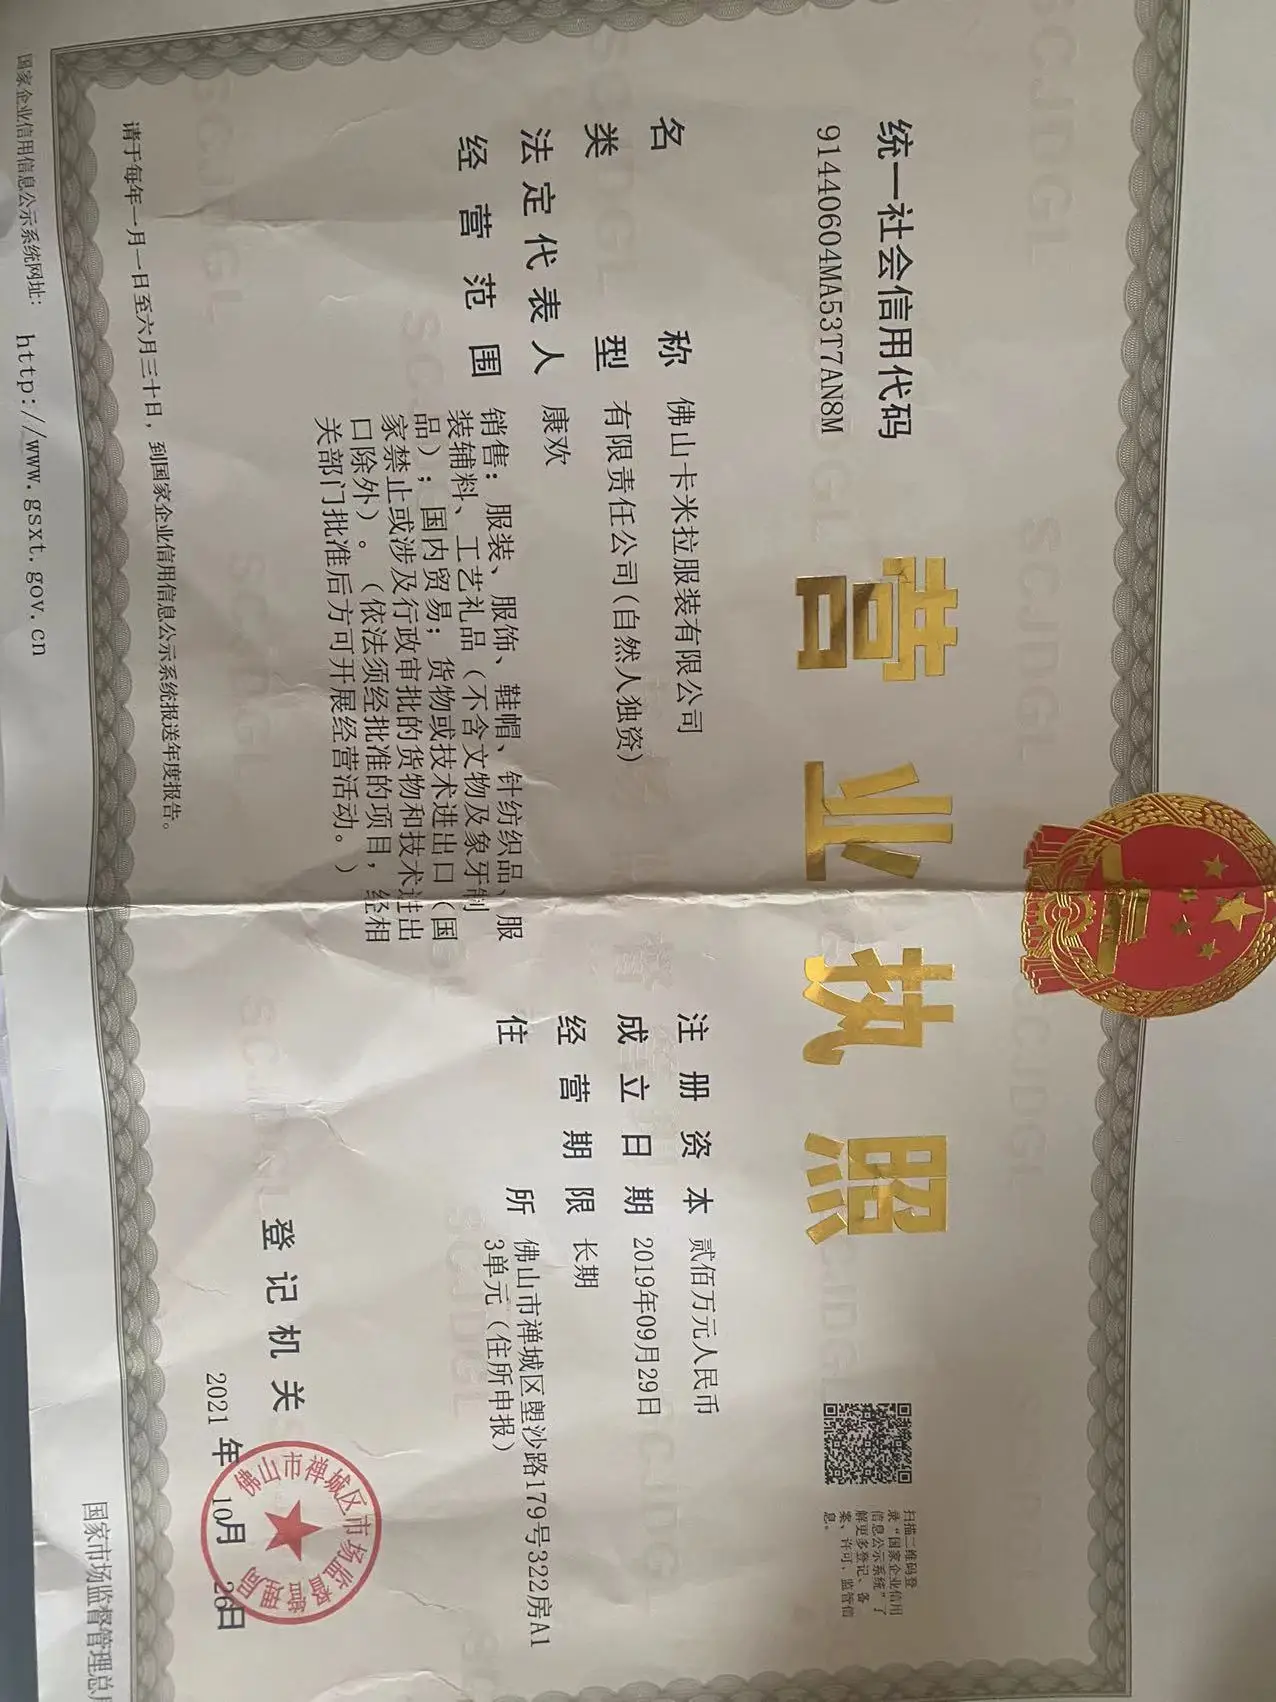 统一社会信用代码
91440604MA53T7AN8M
营业执照
扫描二维码登
录“国家企业信用
信息公示系统”了
解更多登记、备
案、许可、监管信
息。
名称 佛山卡米拉服装有限公司
类型 有限责任公司(自然人独资)
法定代表人 康欢
经营范围 销售：服装、服饰、鞋帽、针纺织品、服
装辅料、工艺礼品（不含文物及象牙制
品）；国内贸易；货物或技术进出口（国
家禁止或涉及行政审批的货物和技术进出
口除外）。（依法须经批准的项目，经相
关部门批准后方可开展经营活动。）
注册资本 贰佰万元人民币
成立日期 2019年09月29日
经营期限 长期
住所 佛山市禅城区塱沙路179号322房A1
3单元（住所申报）
登记机关
佛山市禅城区市场监督管理局
2021年10月26日
请于每年一月一日至六月三十日，到国家企业信用信息公示系统报送年度报告。
国家企业信用信息公示系统网址： http://www.gsxt.gov.cn
国家市场监督管理总局
SCJDGL